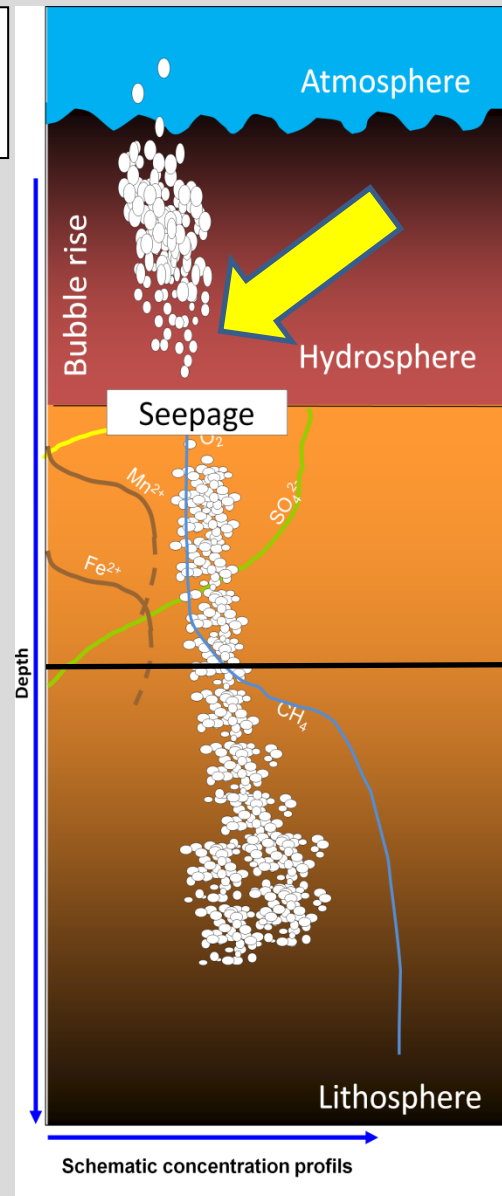 Atmosphere
Bubble rise
Hydrosphere
Seepage
O₂
Mn²⁺
SO₄²⁻
Fe²⁺
Depth
CH₄
Lithosphere
Schematic concentration profils